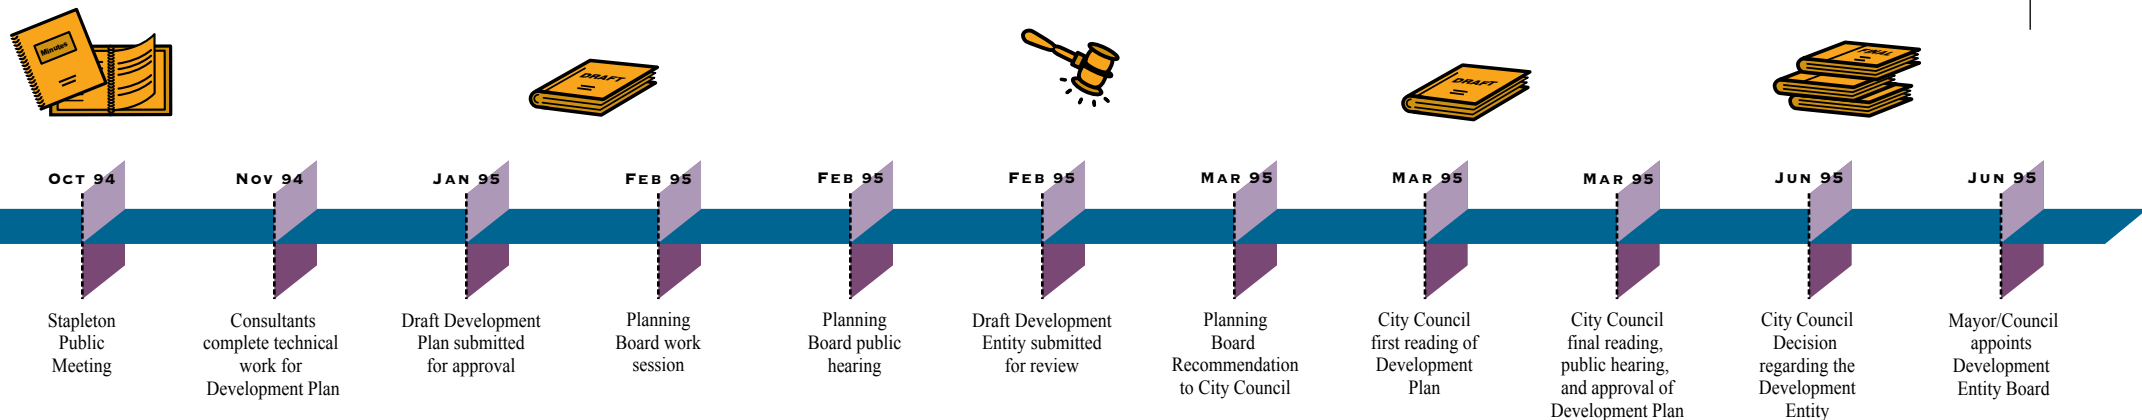 Minutes
DRAFT
DRAFT
FINAL
OCT 94
NOV 94
JAN 95
FEB 95
FEB 95
FEB 95
MAR 95
MAR 95
MAR 95
JUN 95
JUN 95
Stapleton
Public
Meeting
Consultants
complete technical
work for
Development Plan
Draft Development
Plan submitted
for approval
Planning
Board work
session
Planning
Board public
hearing
Draft Development
Entity submitted
for review
Planning
Board
Recommendation
to City Council
City Council
first reading of
Development
Plan
City Council
final reading,
public hearing,
and approval of
Development Plan
City Council
Decision
regarding the
Development
Entity
Mayor/Council
appoints
Development
Entity Board